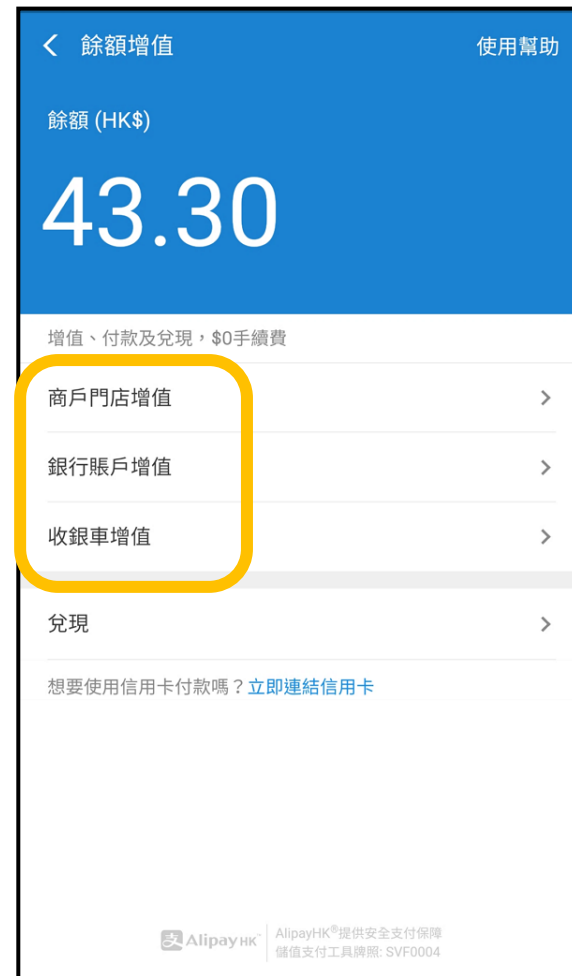 餘額增值
使用幫助
餘額 (HK$)
43.30
增值、付款及兌現，$0手續費
商戶門店增值
銀行賬戶增值
收銀車增值
兌現
想要使用信用卡付款嗎？立即連結信用卡
支 Alipay HK™
AlipayHK®提供安全支付保障
儲值支付工具牌照: SVF0004